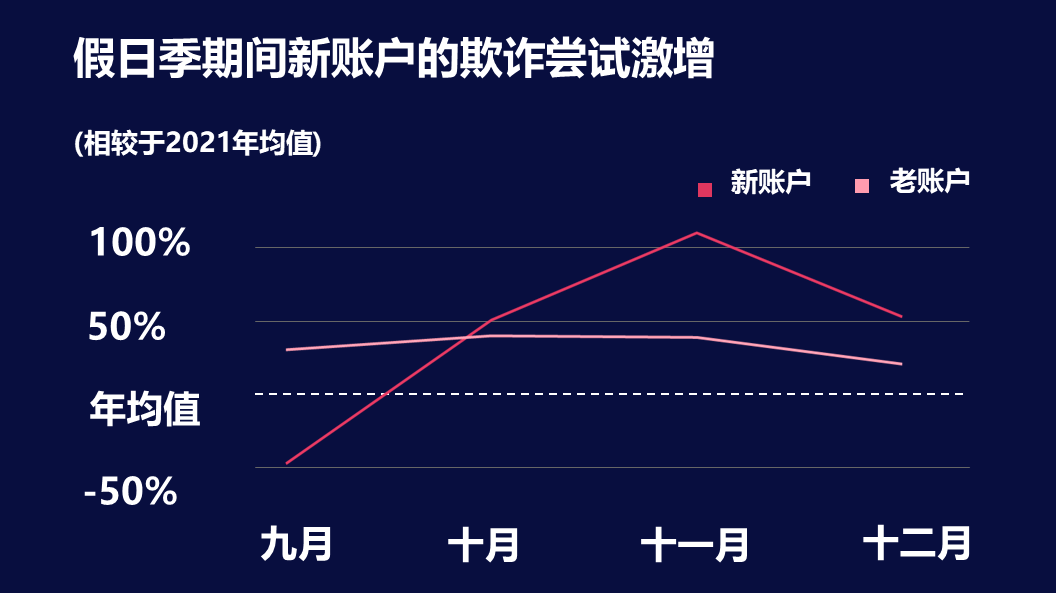 假日季期间新账户的欺诈尝试激增
(相较于2021年均值)
新账户 老账户
100%
50%
年均值
-50%
九月 十月 十一月 十二月